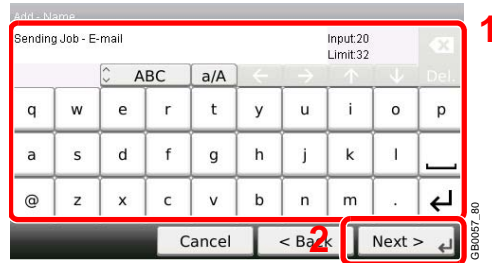 Add - Name
1
Sending Job - E-mail
Input:20
Limit:32
ABC a/A Del.
q w e r t y u i o p
a s d f g h j k l
@ z x c v b n m .
Cancel < Back Next >
2
GB0057_80